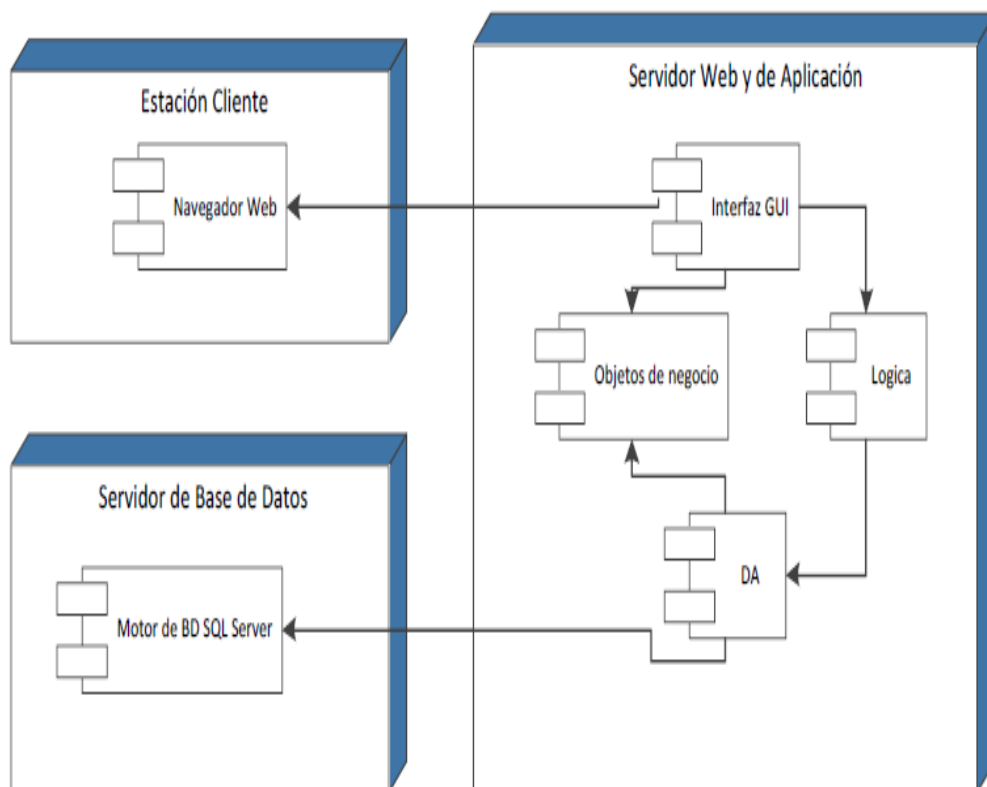 Estación Cliente
Navegador Web
Servidor Web y de Aplicación
Interfaz GUI
Objetos de negocio
Logica
DA
Servidor de Base de Datos
Motor de BD SQL Server